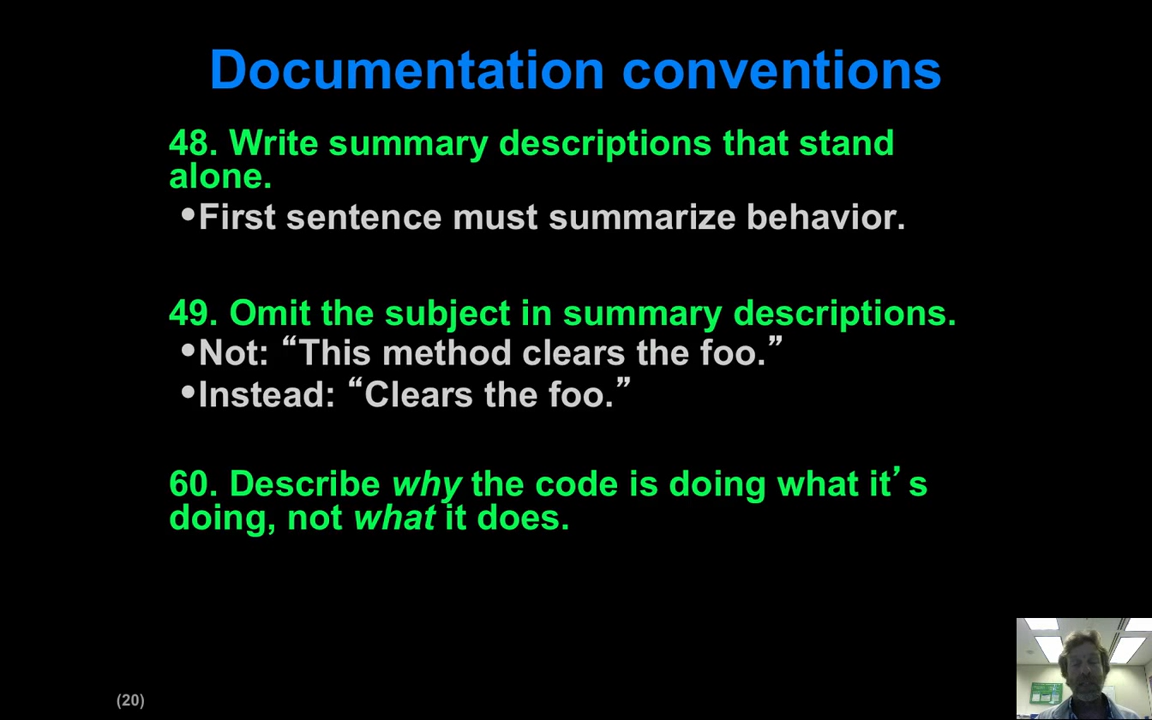 Documentation conventions
48. Write summary descriptions that stand
alone.
•First sentence must summarize behavior.
49. Omit the subject in summary descriptions.
•Not: “This method clears the foo.”
•Instead: “Clears the foo.”
60. Describe why the code is doing what it’s
doing, not what it does.
(20)